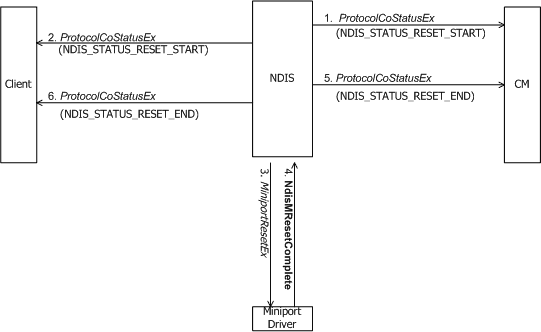 1. ProtocolCoStatusEx
(NDIS_STATUS_RESET_START)
2. ProtocolCoStatusEx
(NDIS_STATUS_RESET_START)
Client
NDIS
CM
5. ProtocolCoStatusEx
(NDIS_STATUS_RESET_END)
6. ProtocolCoStatusEx
(NDIS_STATUS_RESET_END)
3. MiniportResetEx
4. NdisMResetComplete
Miniport
Driver